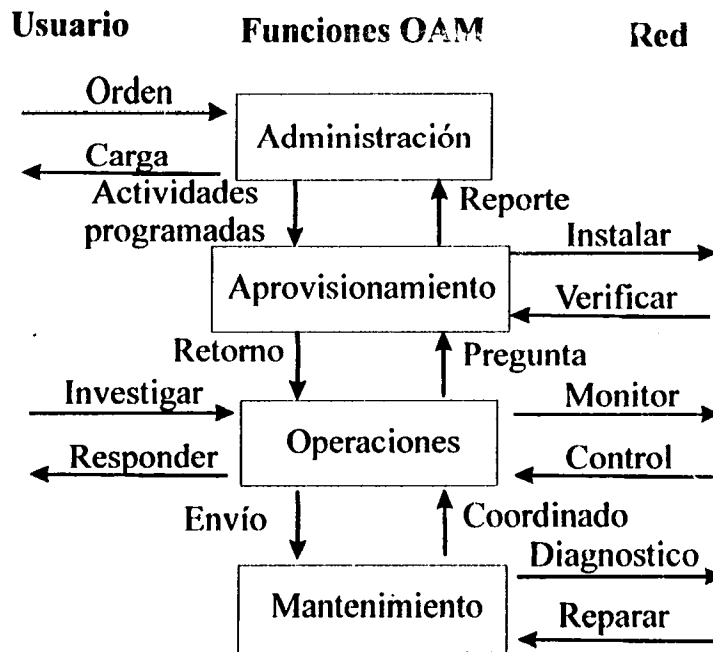 Usuario
Funciones OAM
Red
Orden
Administración
Carga
Actividades
programadas
Reporte
Instalar
Aprovisionamiento
Verificar
Retorno
Pregunta
Investigar
Monitor
Operaciones
Responder
Control
Envío
Coordinado
Diagnostico
Mantenimiento
Reparar